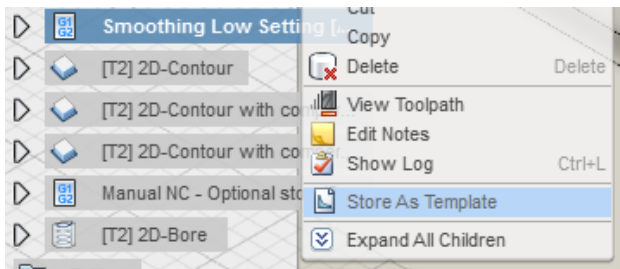 Cut
G1 G2 Smoothing Low Setting [...
Copy
[T2] 2D-Contour
Delete Delete
[T2] 2D-Contour with comp
View Toolpath
Edit Notes
[T2] 2D-Contour with comper...
Show Log Ctrl+L
G1 G2 Manual NC - Optional sto
Store As Template
[T2] 2D-Bore
Expand All Children